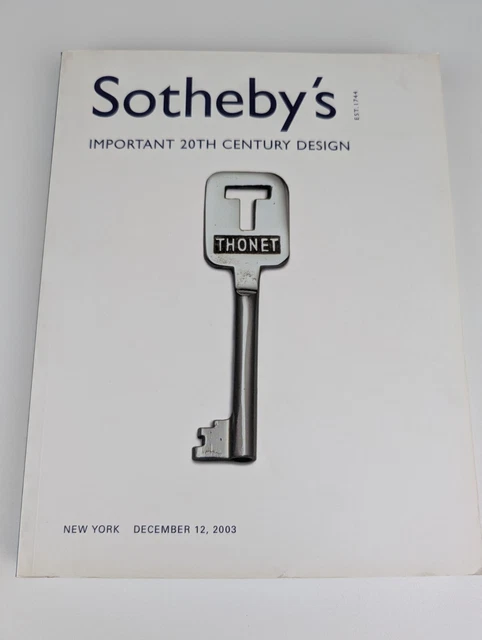 Sotheby's
EST. 1744
IMPORTANT 20TH CENTURY DESIGN
T
THONET
NEW YORK DECEMBER 12, 2003